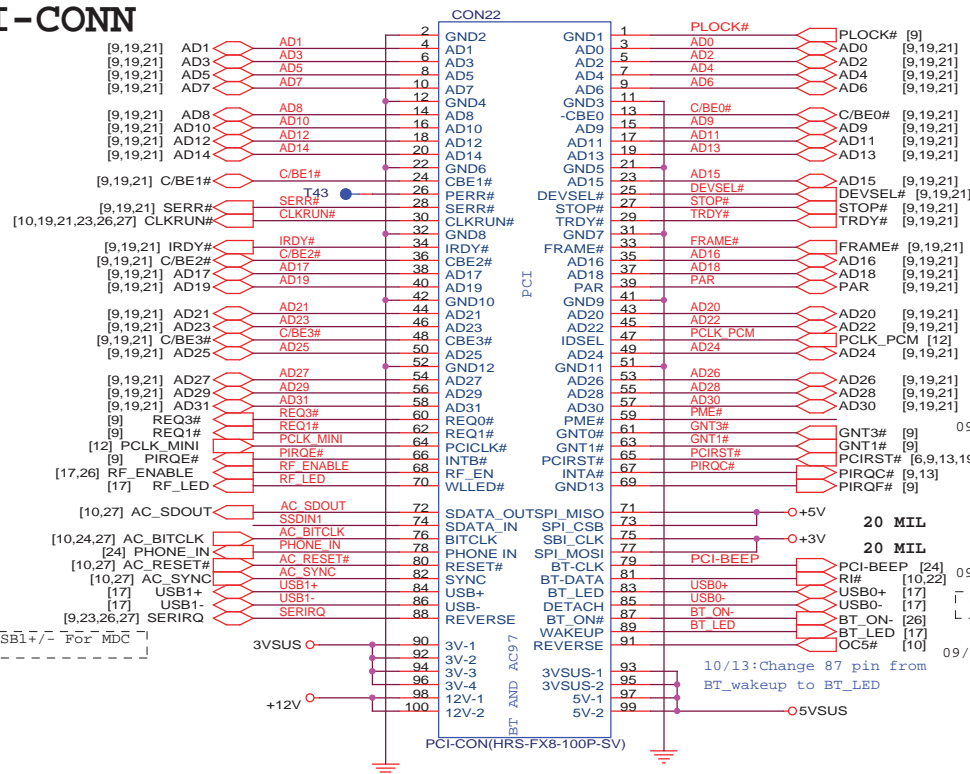 I-CONN
CON22
[9,19,21] AD1 AD1 4 AD1
[9,19,21] AD3 AD3 6 AD3
[9,19,21] AD5 AD5 8 AD5
[9,19,21] AD7 AD7 10 AD7
2 GND2
12 GND4
[9,19,21] AD8 AD8 14 AD8
[9,19,21] AD10 AD10 16 AD10
[9,19,21] AD12 AD12 18 AD12
[9,19,21] AD14 AD14 20 AD14
22 GND6
[9,19,21] C/BE1# C/BE1# 24 CBE1#
T43 26 PERR#
[9,19,21] SERR# SERR# 28 SERR#
[10,19,21,23,26,27] CLKRUN# CLKRUN# 30 CLKRUN#
32 GND8
[9,19,21] IRDY# IRDY# 34 IRDY#
[9,19,21] C/BE2# C/BE2# 36 CBE2#
[9,19,21] AD17 AD17 38 AD17
[9,19,21] AD19 AD19 40 AD19
42 GND10
[9,19,21] AD21 AD21 44 AD21
[9,19,21] AD23 AD23 46 AD23
[9,19,21] C/BE3# C/BE3# 48 CBE3#
[9,19,21] AD25 AD25 50 AD25
52 GND12
[9,19,21] AD27 AD27 54 AD27
[9,19,21] AD29 AD29 56 AD29
[9,19,21] AD31 AD31 58 AD31
[9] REQ3# REQ3# 60 REQ0#
[9] REQ1# REQ1# 62 REQ1#
[12] PCLK_MINI PCLK_MINI 64 PCICLK#
[9] PIRQE# PIRQE# 66 INTB#
[17,26] RF_ENABLE RF_ENABLE 68 RF_EN
[17] RF_LED RF_LED 70 WLLED#
[10,27] AC_SDOUT AC_SDOUT 72 SDATA_OUT
SSDIN1 74 SDATA_IN
[10,24,27] AC_BITCLK AC_BITCLK 76 BITCLK
[24] PHONE_IN PHONE_IN 78 PHONE IN
[10,27] AC_RESET# AC_RESET# 80 RESET#
[10,27] AC_SYNC AC_SYNC 82 SYNC
[17] USB1+ USB1+ 84 USB+
[17] USB1- USB1- 86 USB-
[9,23,26,27] SERIRQ SERIRQ 88 REVERSE
SB1+/- For MDC
3VSUS 90 3V-1
92 3V-2
94 3V-3
96 3V-4
+12V 98 12V-1
100 12V-2
PCI
BT AND AC97
GND1 1 PLOCK# PLOCK# [9]
AD0 3 AD0 AD0 [9,19,21]
AD2 5 AD2 AD2 [9,19,21]
AD4 7 AD4 AD4 [9,19,21]
AD6 9 AD6 AD6 [9,19,21]
GND3 11
-CBE0 13 C/BE0# C/BE0# [9,19,21]
AD9 15 AD9 AD9 [9,19,21]
AD11 17 AD11 AD11 [9,19,21]
AD13 19 AD13 AD13 [9,19,21]
GND5 21
AD15 23 AD15 AD15 [9,19,21]
DEVSEL# 25 DEVSEL# DEVSEL# [9,19,21]
STOP# 27 STOP# STOP# [9,19,21]
TRDY# 29 TRDY# TRDY# [9,19,21]
GND7 31
FRAME# 33 FRAME# FRAME# [9,19,21]
AD16 35 AD16 AD16 [9,19,21]
AD18 37 AD18 AD18 [9,19,21]
PAR 39 PAR PAR [9,19,21]
GND9 41
AD20 43 AD20 AD20 [9,19,21]
AD22 45 AD22 AD22 [9,19,21]
IDSEL 47 PCLK_PCM PCLK_PCM [12]
AD24 49 AD24 AD24 [9,19,21]
GND11 51
AD26 53 AD26 AD26 [9,19,21]
AD28 55 AD28 AD28 [9,19,21]
AD30 57 AD30 AD30 [9,19,21]
PME# 59 PME#
GNT0# 61 GNT3# GNT3# [9]
GNT1# 63 GNT1# GNT1# [9]
PCIRST# 65 PCIRST# PCIRST# [6,9,13,19
INTA# 67 PIRQC# PIRQC# [9,13]
GND13 69 PIRQF# [9]
SPI_MISO 71 +5V
SPI_CSB 73 20 MIL
SBI_CLK 75 +3V
SPI_MOSI 77 20 MIL
BT-CLK 79 PCI-BEEP PCI-BEEP [24]
BT-DATA 81 RI# [10,22]
BT_LED 83 USB0+ USB0+ [17]
DETACH 85 USB0- USB0- [17]
BT_ON# 87 BT_ON- BT_ON- [26]
WAKEUP 89 BT_LED BT_LED [17]
REVERSE 91 OC5# [10]
09
09
09/
3VSUS-1 93
3VSUS-2 95
5V-1 97
5V-2 99 5VSUS
10/13:Change 87 pin from
BT_wakeup to BT_LED
PCI-CON(HRS-FX8-100P-SV)